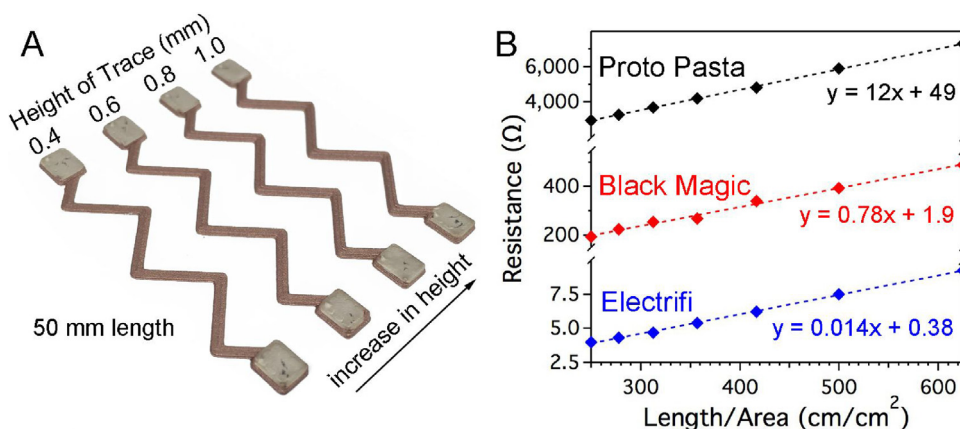 A
Height of Trace (mm)
0.4
0.6
0.8
1.0
50 mm length
increase in height
B
Resistance (Ω)
6,000
4,000
400
200
7.5
5.0
2.5
Proto Pasta
y = 12x + 49
Black Magic
y = 0.78x + 1.9
Electrifi
y = 0.014x + 0.38
300
400
500
600
Length/Area (cm/cm²)